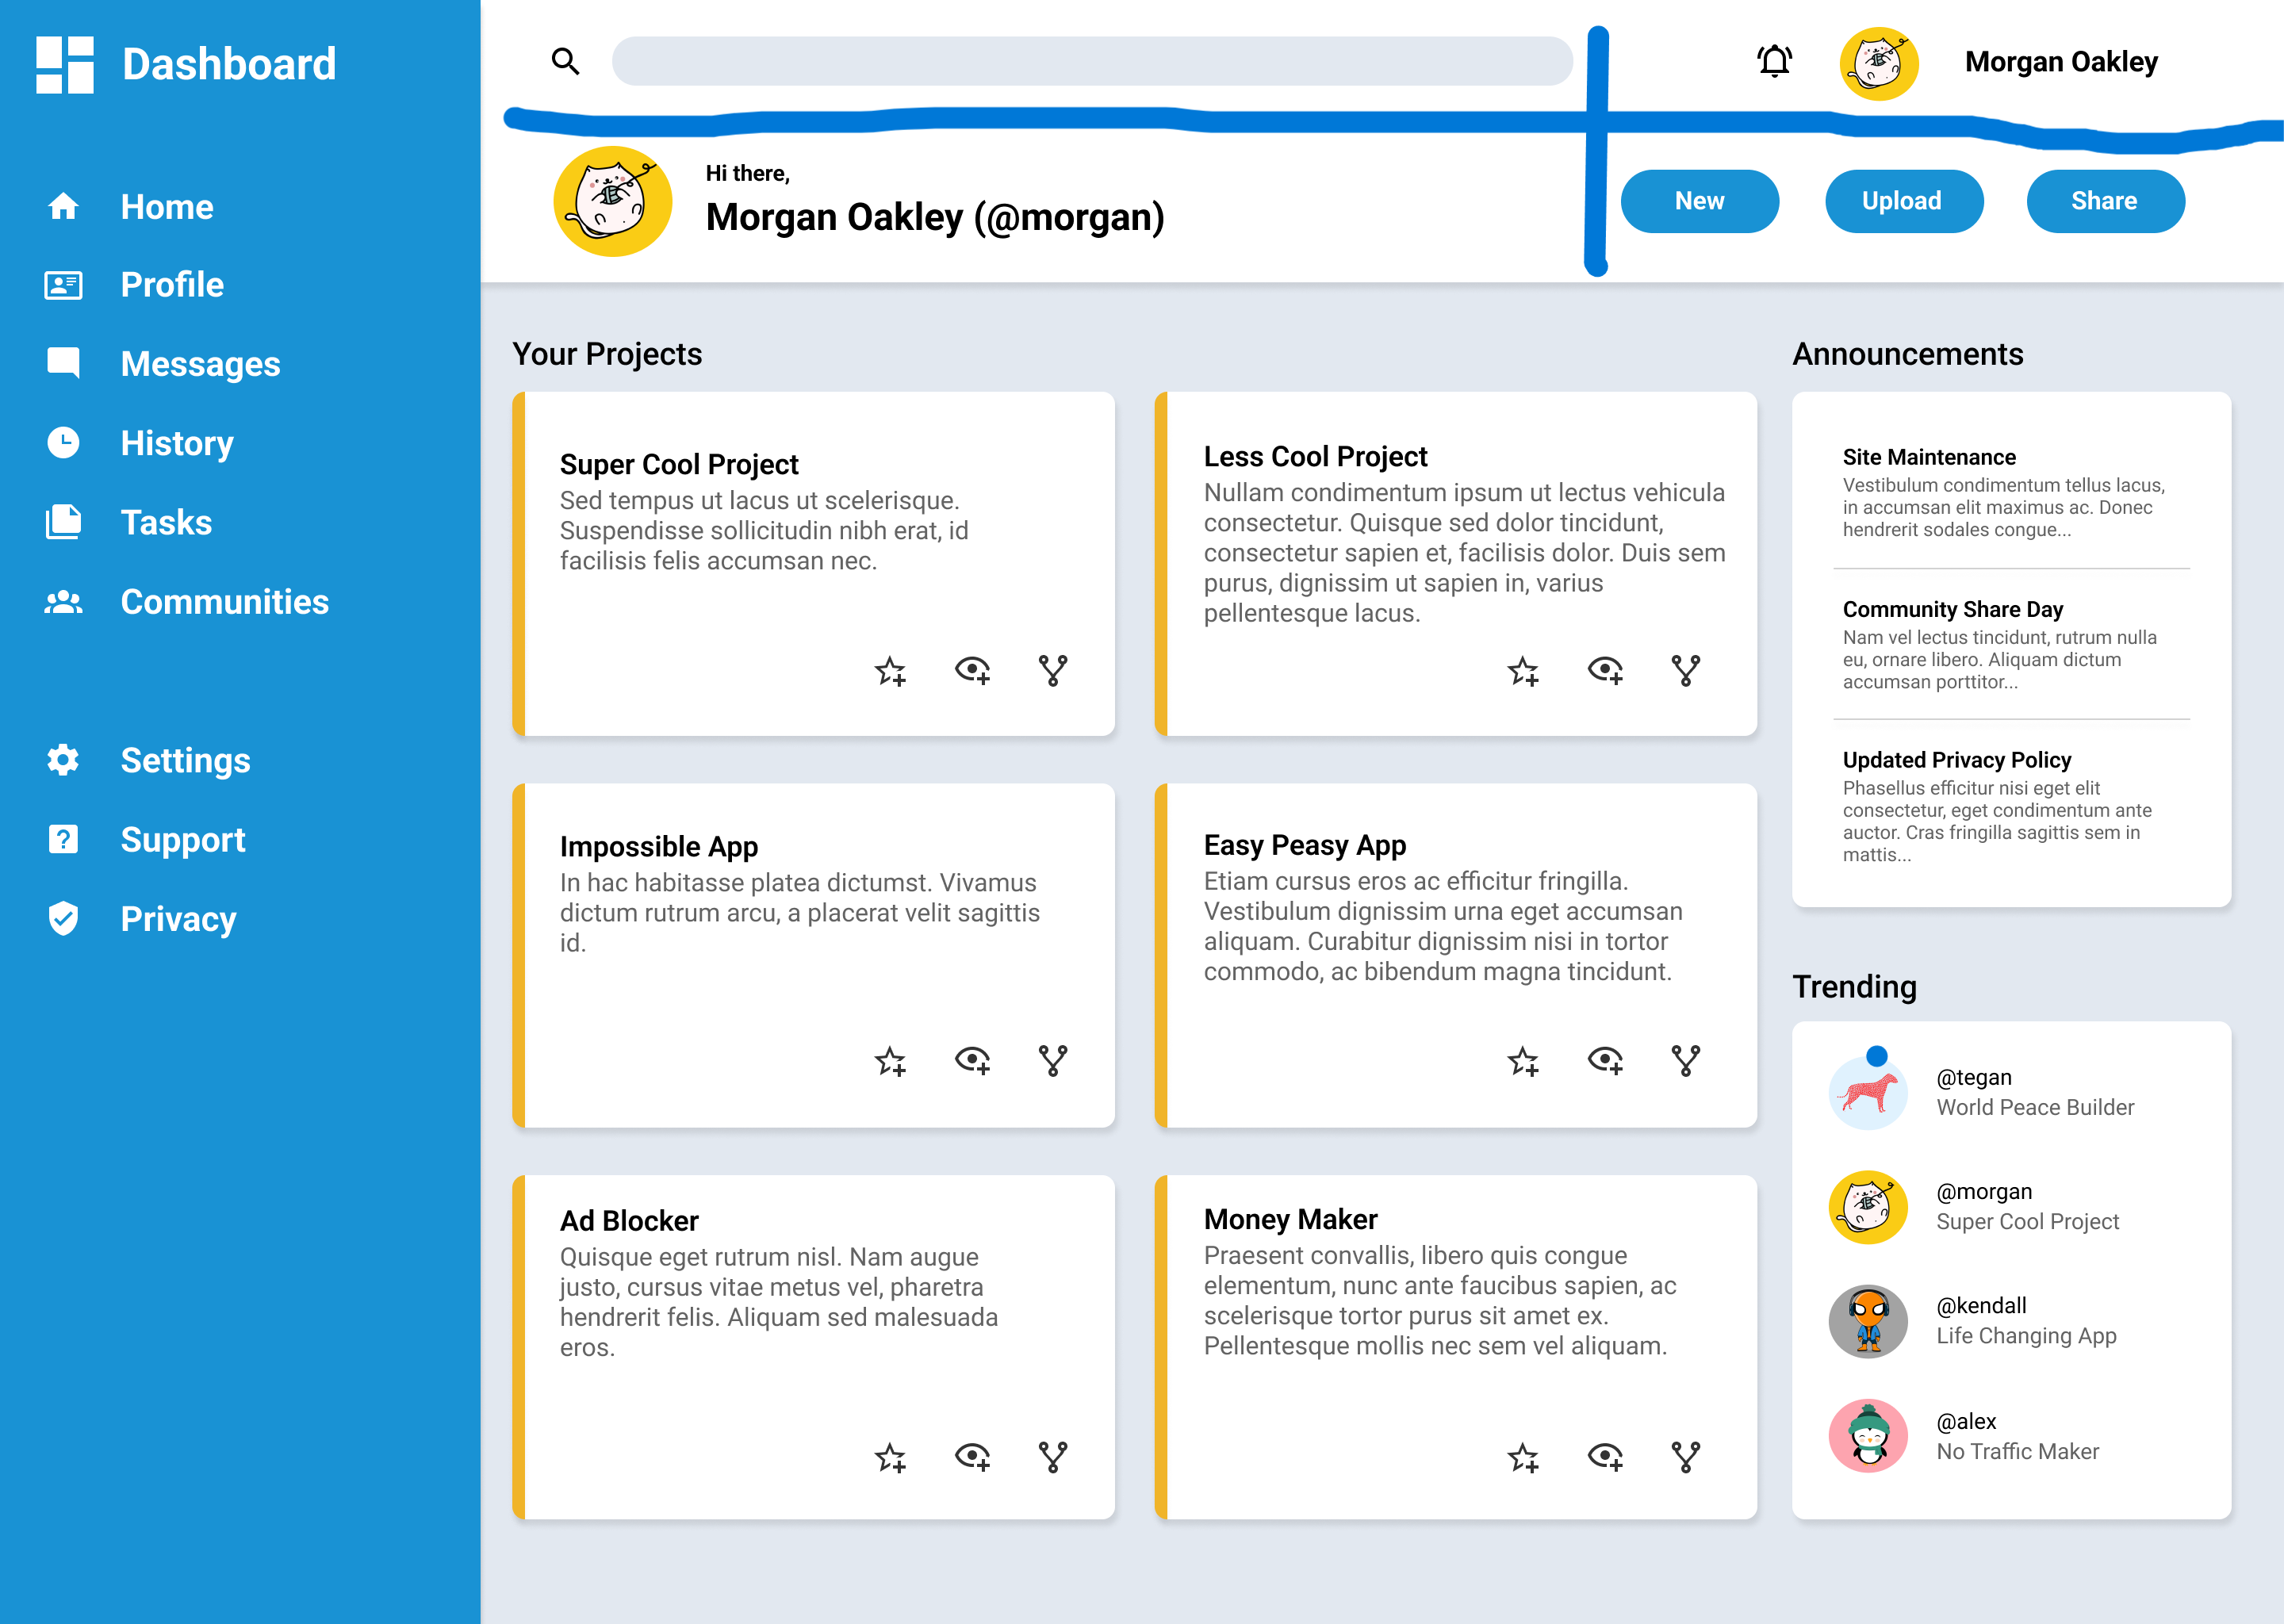 Dashboard
Home
Profile
Messages
History
Tasks
Communities
Settings
Support
Privacy
Morgan Oakley
Hi there,
Morgan Oakley (@morgan)
New
Upload
Share
Your Projects
Super Cool Project
Sed tempus ut lacus ut scelerisque.
Suspendisse sollicitudin nibh erat, id
facilisis felis accumsan nec.
Less Cool Project
Nullam condimentum ipsum ut lectus vehicula
consectetur. Quisque sed dolor tincidunt,
consectetur sapien et, facilisis dolor. Duis sem
purus, dignissim ut sapien in, varius
pellentesque lacus.
Impossible App
In hac habitasse platea dictumst. Vivamus
dictum rutrum arcu, a placerat velit sagittis
id.
Easy Peasy App
Etiam cursus eros ac efficitur fringilla.
Vestibulum dignissim urna eget accumsan
aliquam. Curabitur dignissim nisi in tortor
commodo, ac bibendum magna tincidunt.
Ad Blocker
Quisque eget rutrum nisl. Nam augue
justo, cursus vitae metus vel, pharetra
hendrerit felis. Aliquam sed malesuada
eros.
Money Maker
Praesent convallis, libero quis congue
elementum, nunc ante faucibus sapien, ac
scelerisque tortor purus sit amet ex.
Pellentesque mollis nec sem vel aliquam.
Announcements
Site Maintenance
Vestibulum condimentum tellus lacus,
in accumsan elit maximus ac. Donec
hendrerit sodales congue...
Community Share Day
Nam vel lectus tincidunt, rutrum nulla
eu, ornare libero. Aliquam dictum
accumsan porttitor...
Updated Privacy Policy
Phasellus efficitur nisi eget elit
consectetur, eget condimentum ante
auctor. Cras fringilla sagittis sem in
mattis...
Trending
@tegan
World Peace Builder
@morgan
Super Cool Project
@kendall
Life Changing App
@alex
No Traffic Maker